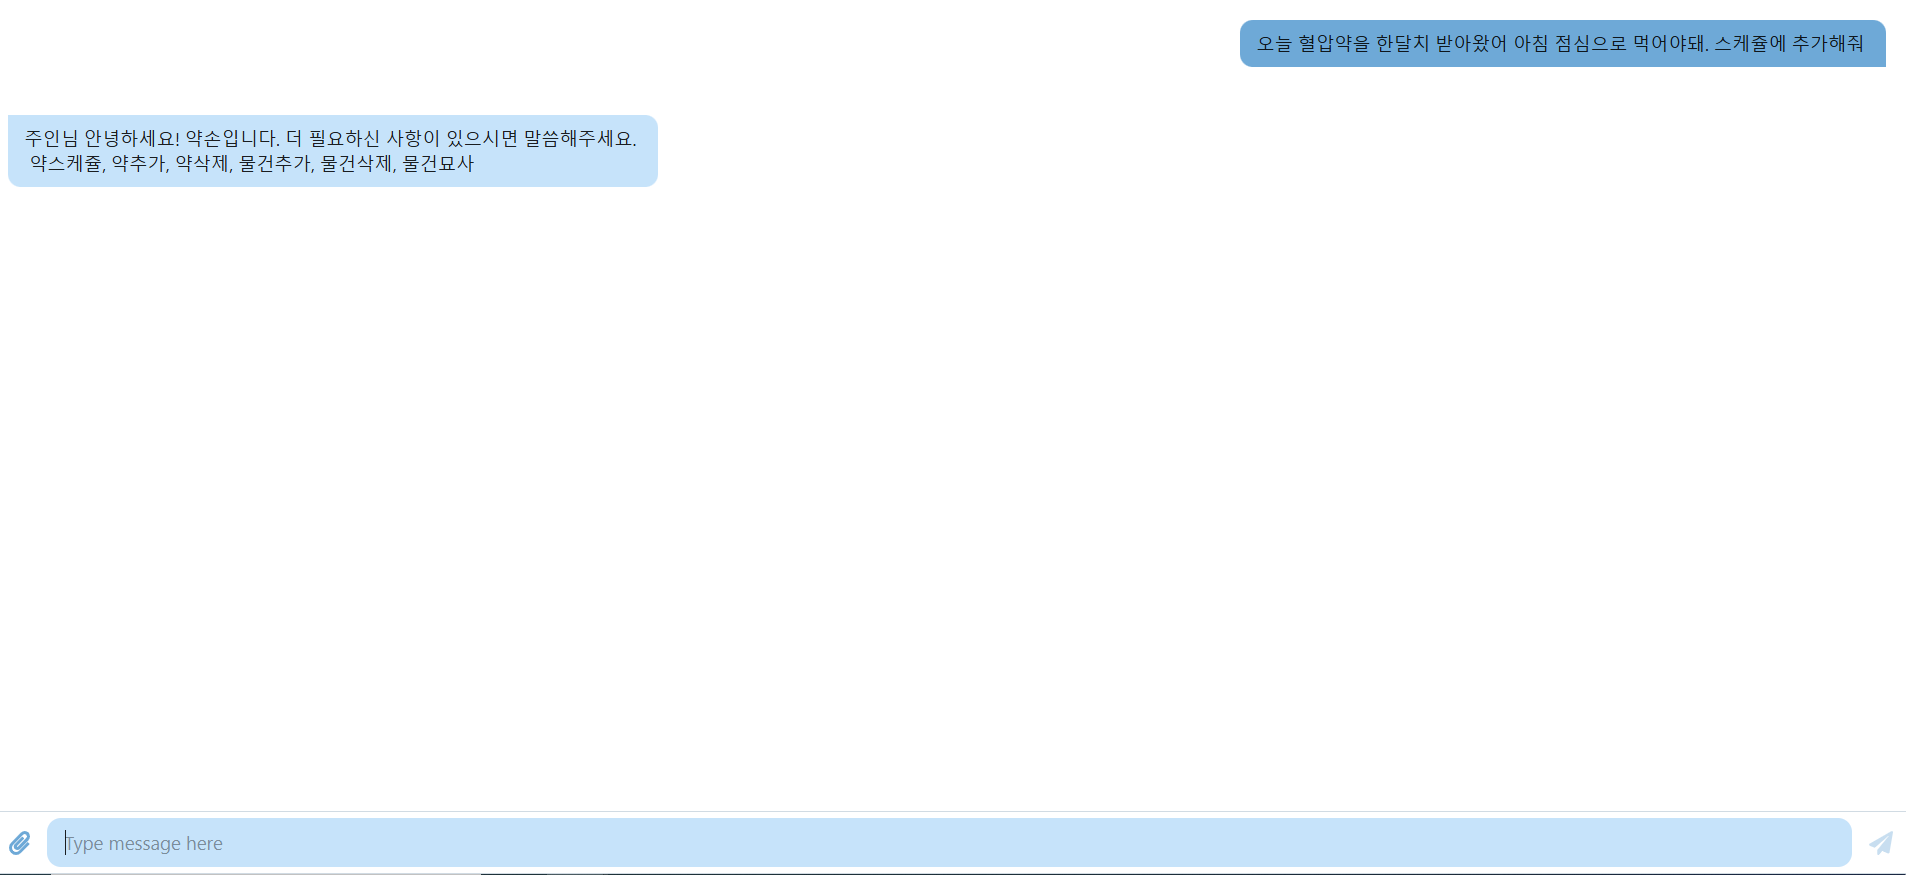 오늘 혈압약을 한달치 받아왔어 아침 점심으로 먹어야돼. 스케쥴에 추가해줘
주인님 안녕하세요! 약손입니다. 더 필요하신 사항이 있으시면 말씀해주세요.
약스케쥴, 약추가, 약삭제, 물건추가, 물건삭제, 물건묘사
Type message here